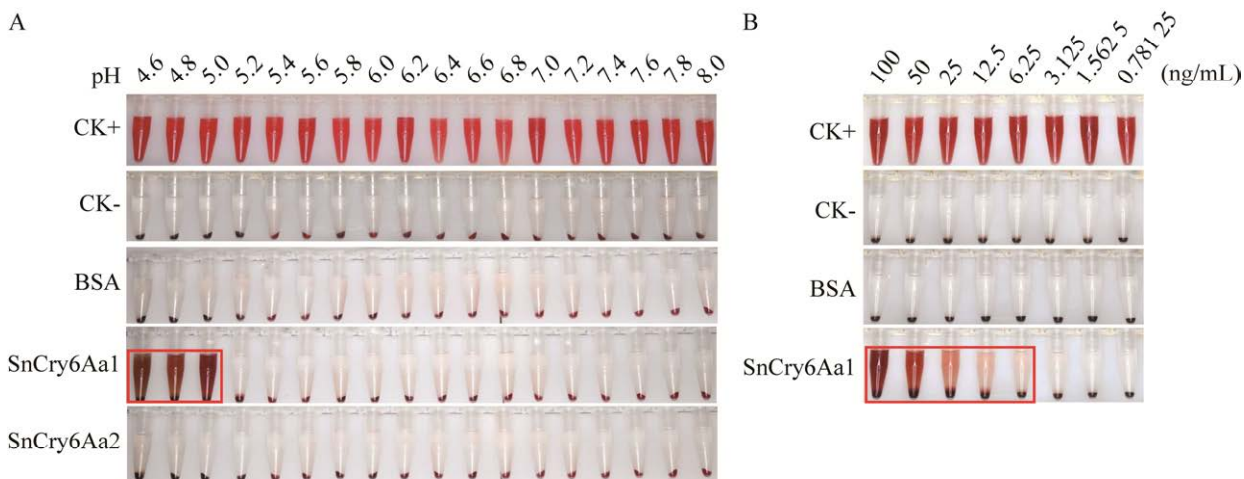 A
pH 4.6 4.8 5.0 5.2 5.4 5.6 5.8 6.0 6.2 6.4 6.6 6.8 7.0 7.2 7.4 7.6 7.8 8.0
CK+
CK-
BSA
SnCry6Aa1
SnCry6Aa2
B
100 50 25 12.5 6.25 3.125 1.562.5 0.781 25 (ng/mL)
CK+
CK-
BSA
SnCry6Aa1